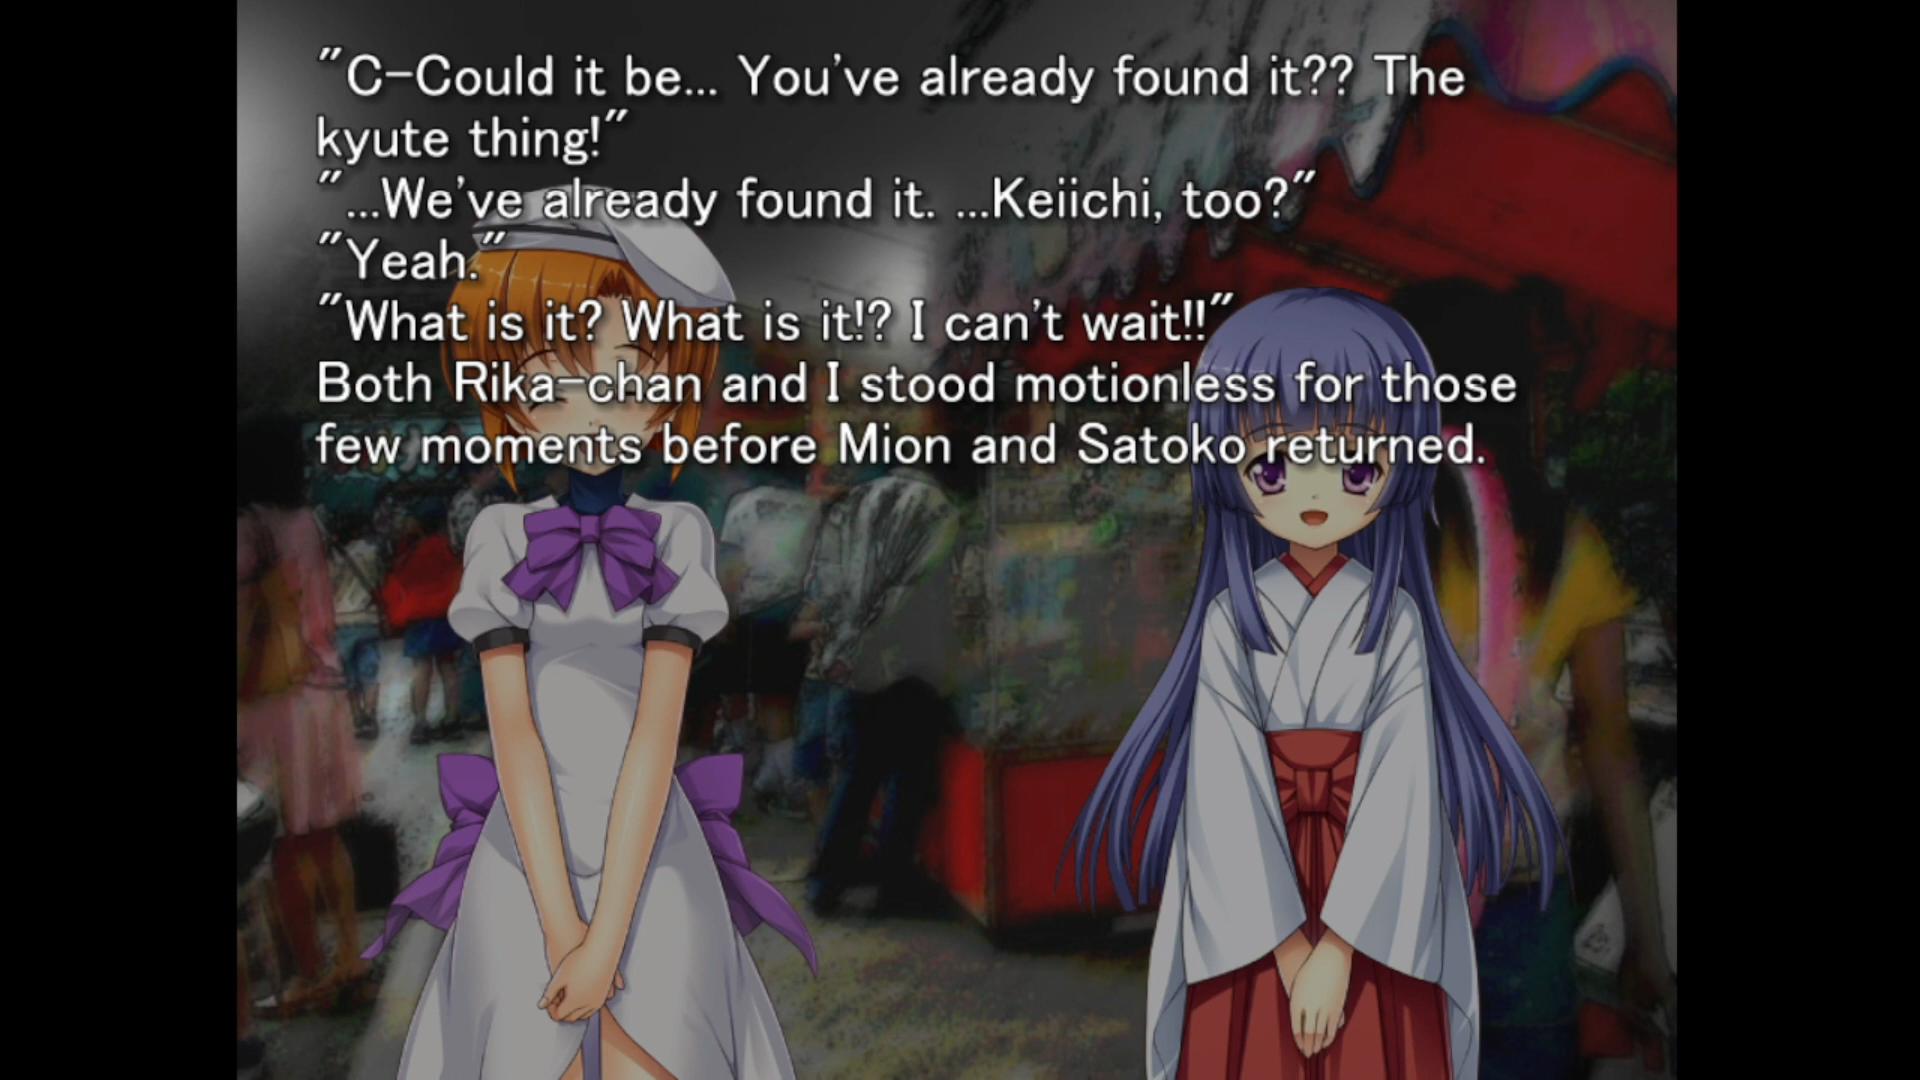 "C-Could it be... You've already found it?? The
kyute thing!"
"...We've already found it. ...Keiichi, too?"
"Yeah."
"What is it? What is it!? I can't wait!!"
Both Rika-chan and I stood motionless for those
few moments before Mion and Satoko returned.